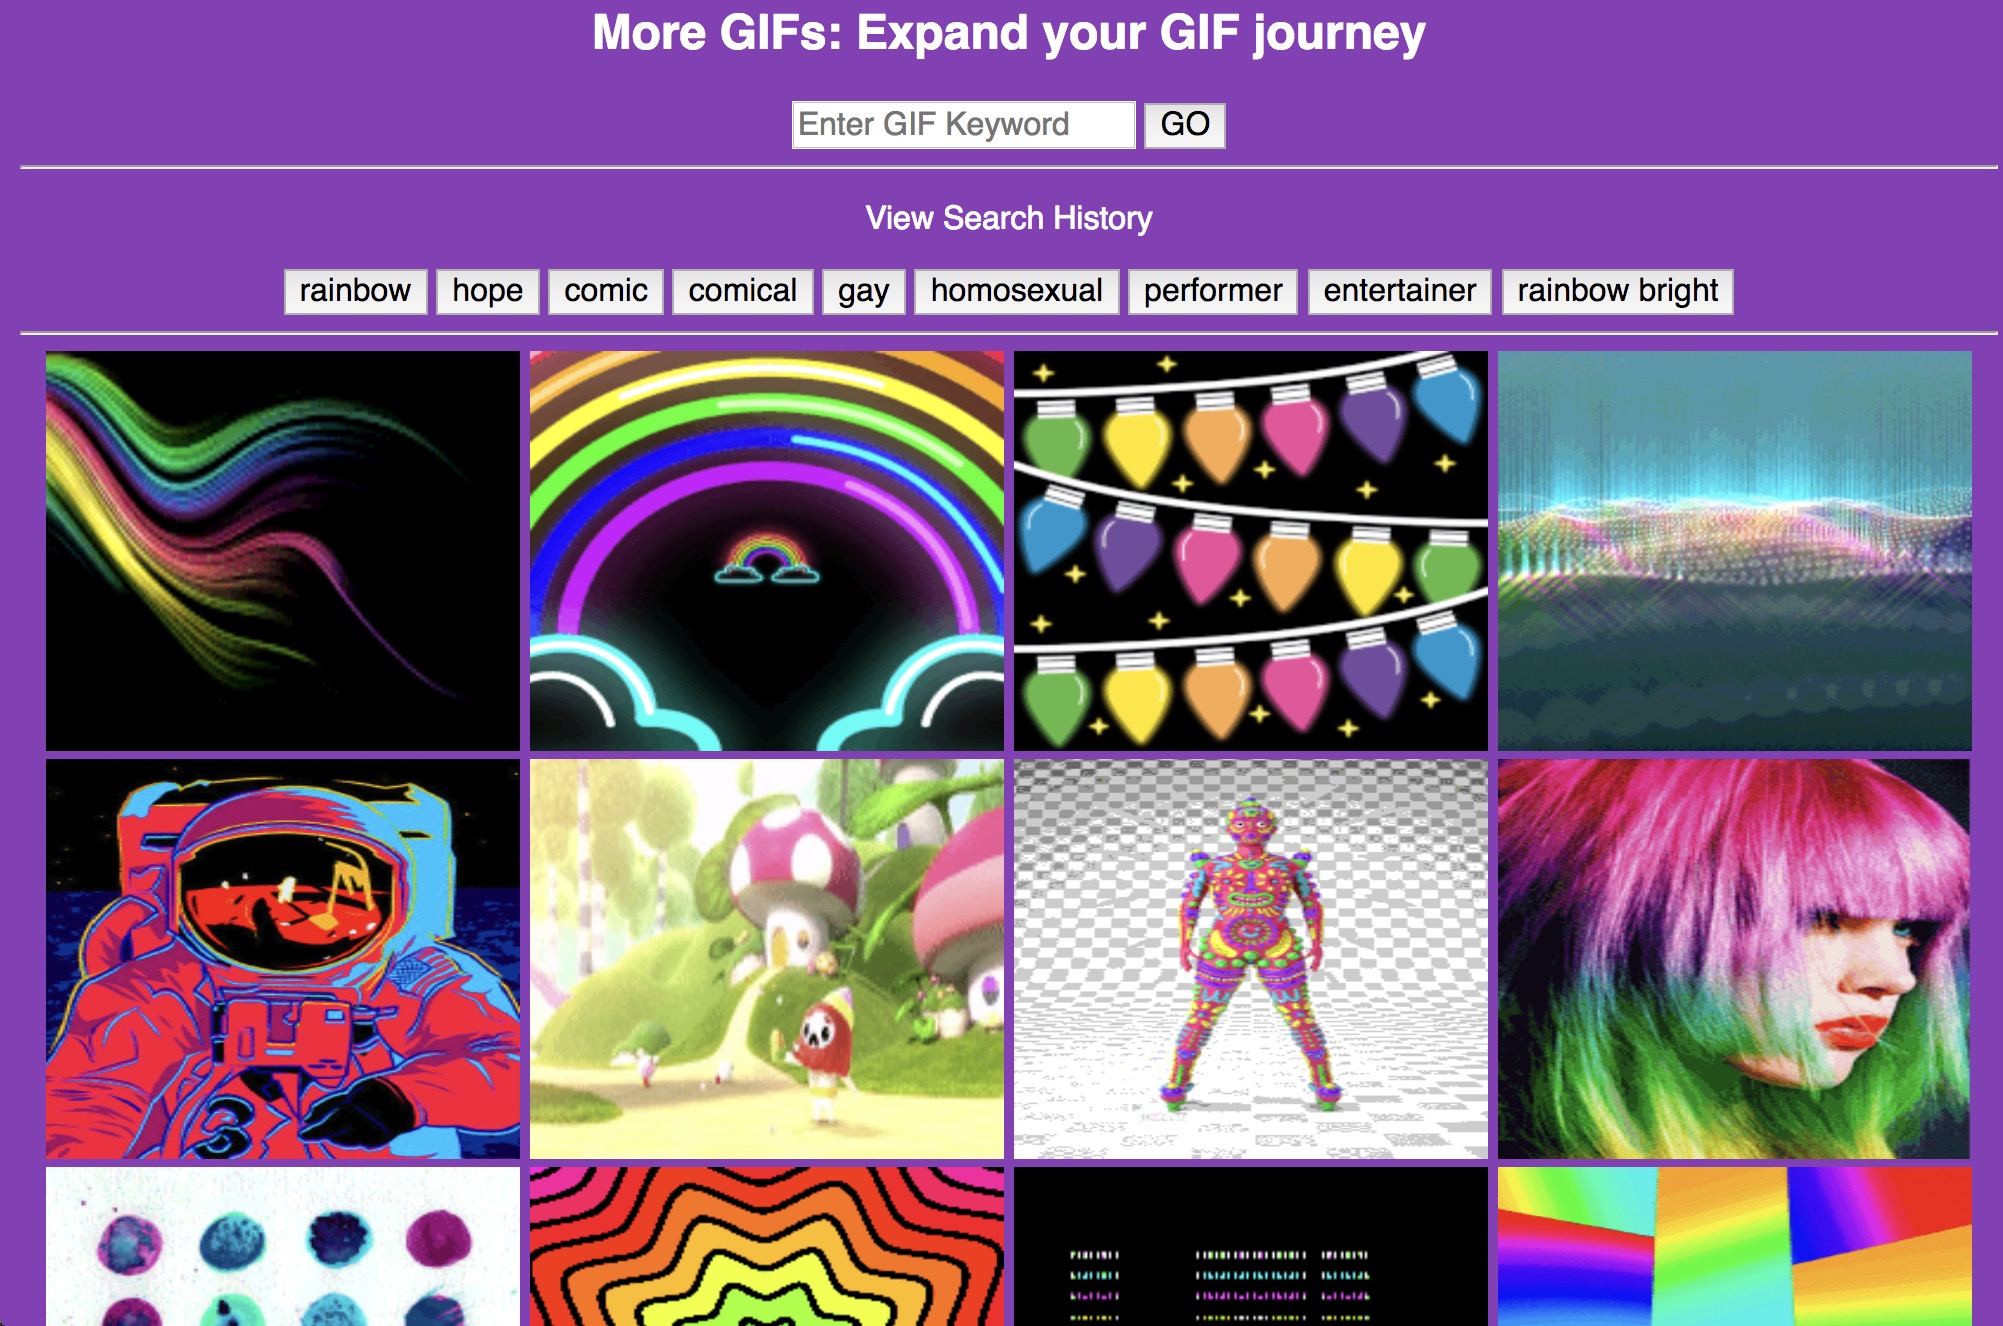 More GIFs: Expand your GIF journey
Enter GIF Keyword GO
View Search History
rainbow hope comic comical gay homosexual performer entertainer rainbow bright